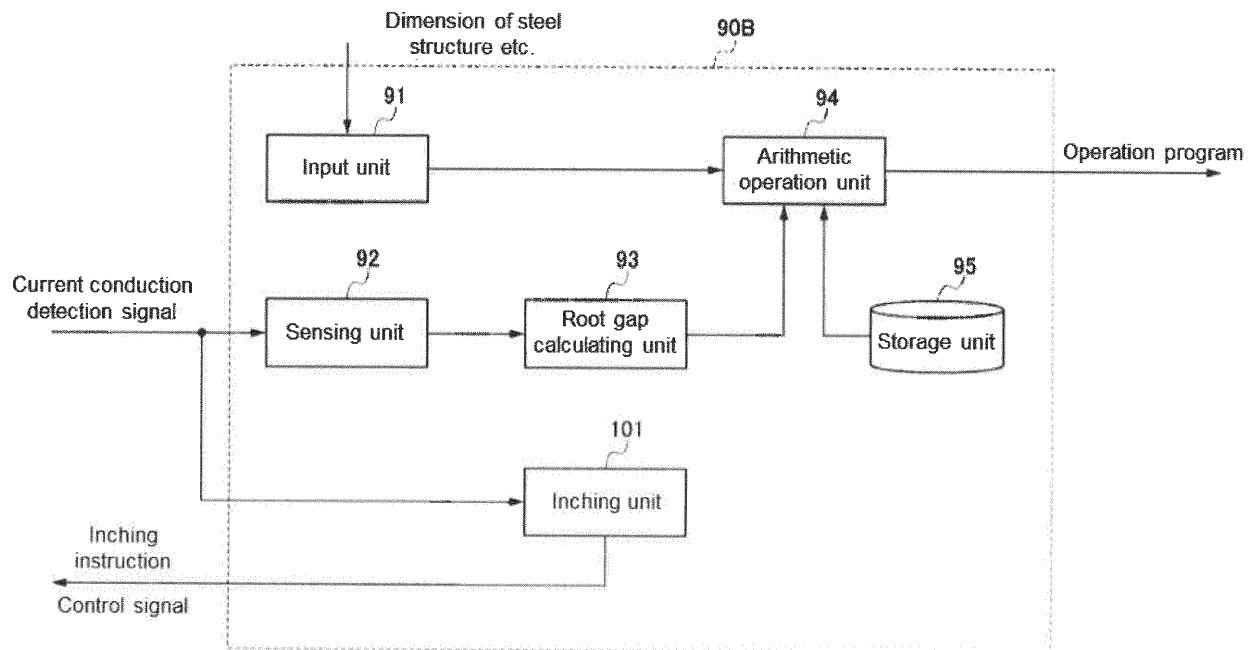 Dimension of steel
structure etc.
90B
91
Input unit
94
Arithmetic
operation unit
Operation program
Current conduction
detection signal
92
Sensing unit
93
Root gap
calculating unit
95
Storage unit
101
Inching unit
Inching
instruction
Control signal